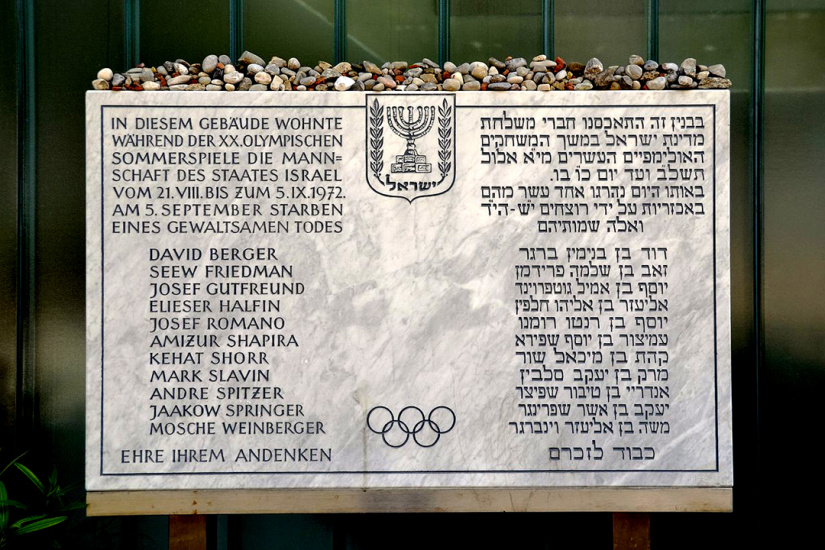 IN DIESEM GEBÄUDE WOHNTE
WÄHREND DER XX.OLYMPISCHEN
SOMMERSPIELE DIE MANN=
SCHAFT DES STAATES ISRAEL
VOM 21.VIII.BIS ZUM 5.IX.1972.
AM 5. SEPTEMBER STARBEN
EINES GEWALTSAMEN TODES
DAVID BERGER
SEEW FRIEDMAN
JOSEF GUTFREUND
ELIESER HALFIN
JOSEF ROMANO
AMIZUR SHAPIRA
KEHAT SHORR
MARK SLAVIN
ANDRE SPITZER
JAAKOW SPRINGER
MOSCHE WEINBERGER
EHRE IHREM ANDENKEN
ישראל
בבנין זה התאכסנו חברי משלחת
מדינת ישראל במשך המשחקים
האולימפיים העשרים מי״א אלול
תשל״ב ועד יום כ״ו בו.
באותו היום נהרגו אחד עשר מהם
באכזריות על ידי רוצחים
ואלה שמותיהם
דוד בן בנימין ברגר
זאב בן שלמה פרידמן
יוסף בן אמיל גוטפרוינד
אליעזר בן אליהו חלפין
יוסף בן רנטו רומנו
עמיצור בן יוסף שפירא
קהת בן מיכאל שור
מרק בן יעקב סלבין
אנדריי בן טיבור שפיצר
יעקב בן אשר שפרינגר
משה בן אליעזר וינברגר
כבוד לזכרם